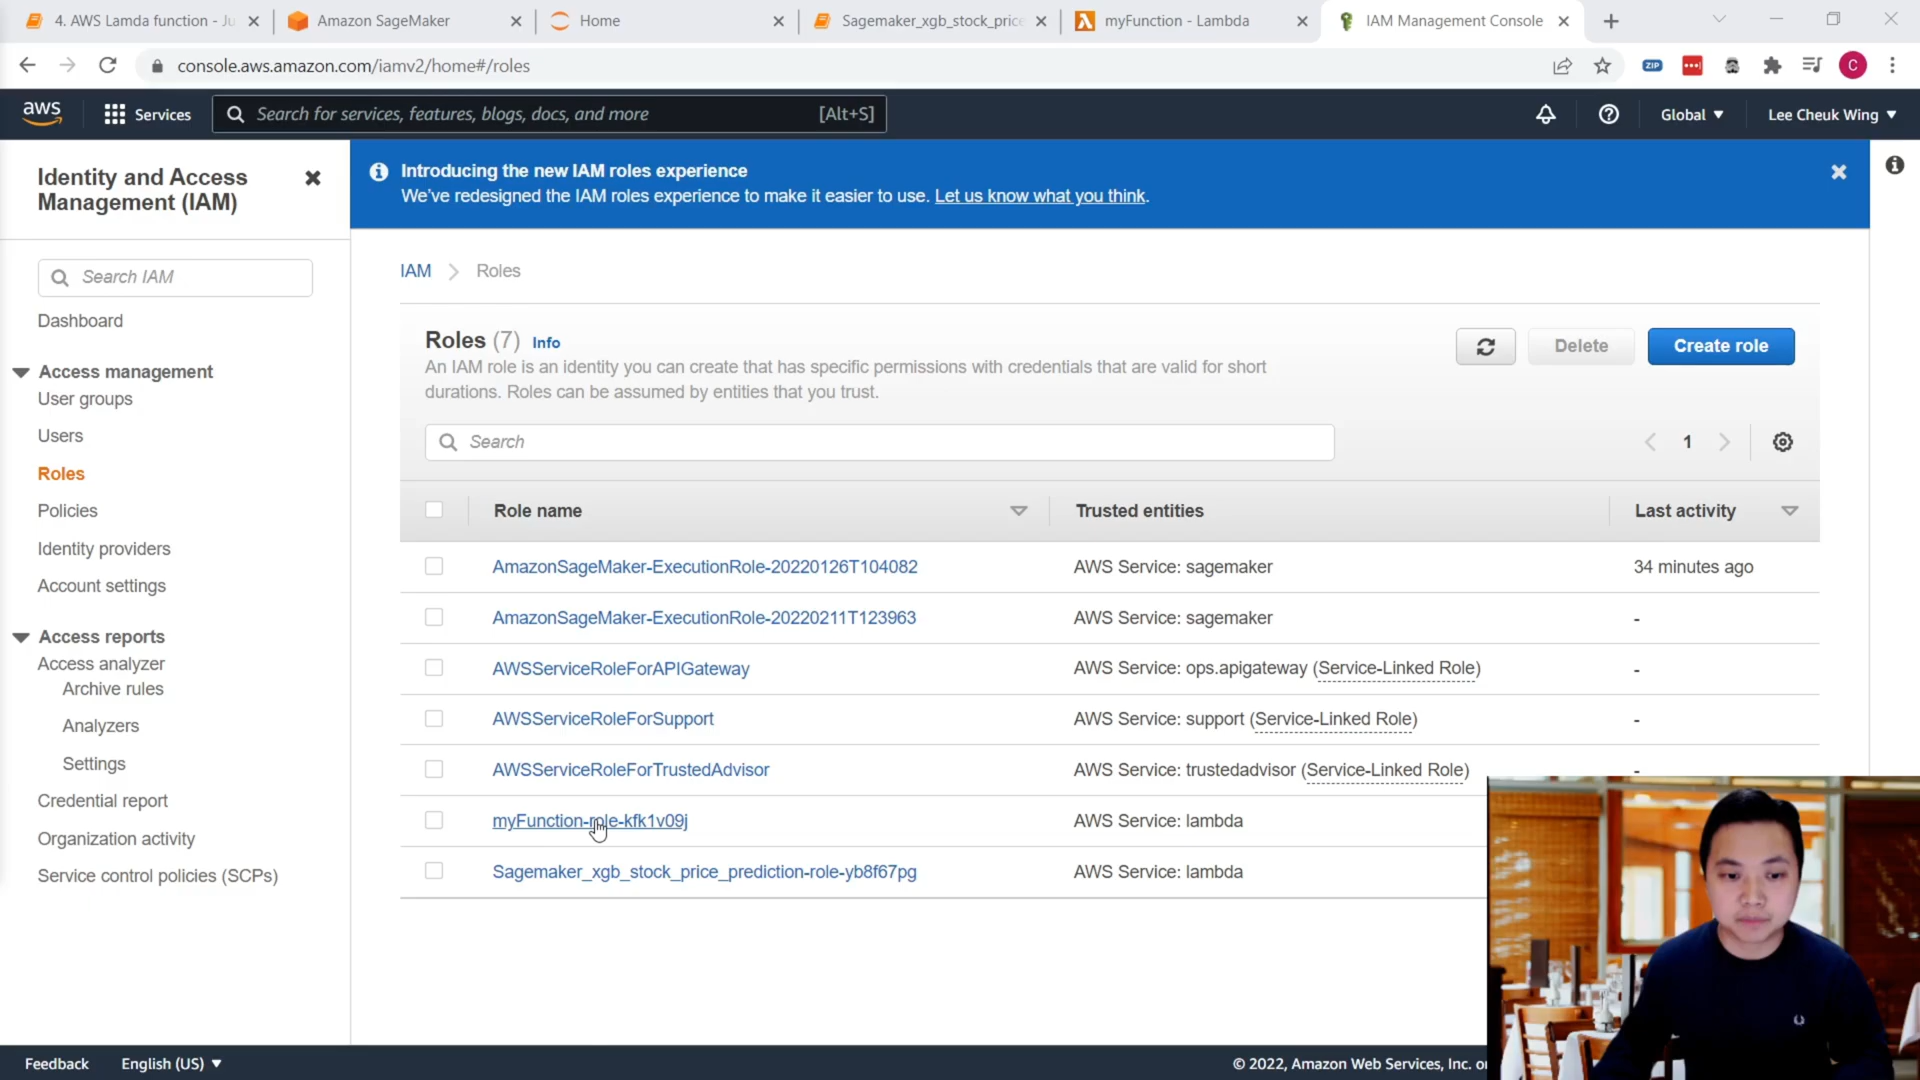 4. AWS Lamda function - Ju
Amazon SageMaker
Home
Sagemaker_xgb_stock_price
myFunction - Lambda
IAM Management Console
console.aws.amazon.com/iamv2/home#/roles
ZIP
C
aws
Services
Search for services, features, blogs, docs, and more
[Alt+S]
Global
Lee Cheuk Wing
Identity and Access
Management (IAM)
Search IAM
Dashboard
Access management
User groups
Users
Roles
Policies
Identity providers
Account settings
Access reports
Access analyzer
Archive rules
Analyzers
Settings
Credential report
Organization activity
Service control policies (SCPs)
Introducing the new IAM roles experience
We've redesigned the IAM roles experience to make it easier to use. Let us know what you think.
IAM
Roles
Roles (7) Info
An IAM role is an identity you can create that has specific permissions with credentials that are valid for short
durations. Roles can be assumed by entities that you trust.
Delete
Create role
Search
1
Role name
Trusted entities
Last activity
AmazonSageMaker-ExecutionRole-20220126T104082
AWS Service: sagemaker
34 minutes ago
AmazonSageMaker-ExecutionRole-20220211T123963
AWS Service: sagemaker
-
AWSServiceRoleForAPIGateway
AWS Service: ops.apigateway (Service-Linked Role)
-
AWSServiceRoleForSupport
AWS Service: support (Service-Linked Role)
-
AWSServiceRoleForTrustedAdvisor
AWS Service: trustedadvisor (Service-Linked Role)
-
myFunction-role-kfk1v09j
AWS Service: lambda
Sagemaker_xgb_stock_price_prediction-role-yb8f67pg
AWS Service: lambda
Feedback
English (US)
© 2022, Amazon Web Services, Inc. or